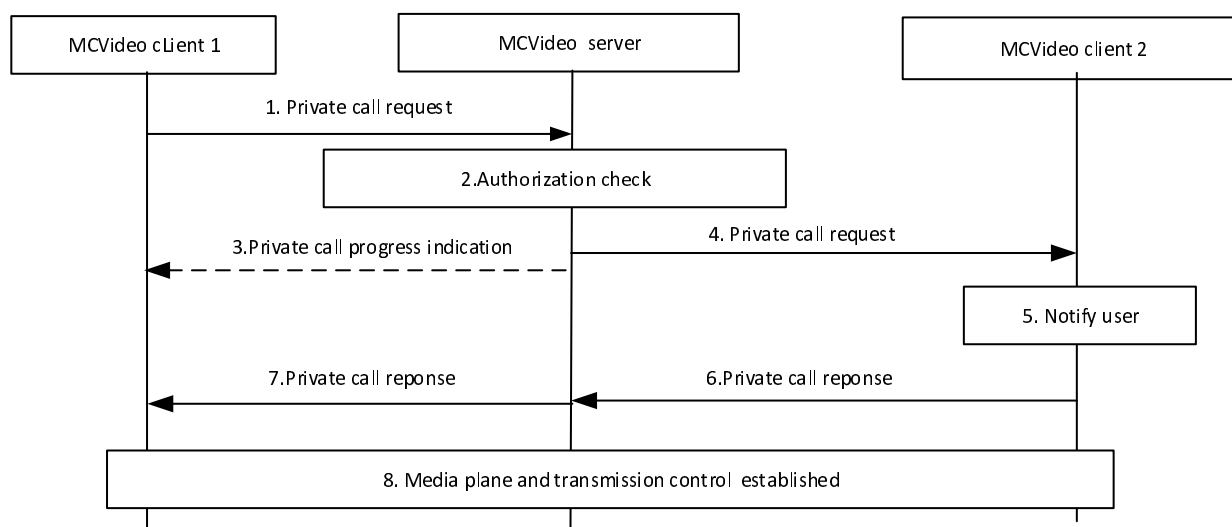 MCVideo cLient 1
MCVideo server
MCVideo client 2
1. Private call request
2.Authorization check
3.Private call progress indication
4. Private call request
5. Notify user
7.Private call reponse
6.Private call reponse
8. Media plane and transmission control established